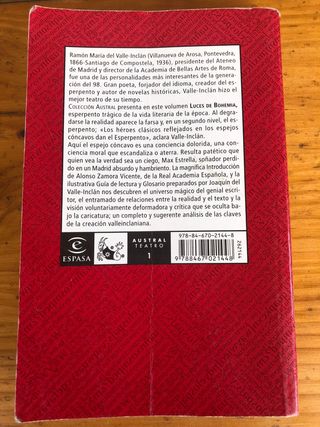 Ramón María del Valle-Inclán (Villanueva de Arosa, Pontevedra,
1866-Santiago de Compostela, 1936), presidente del Ateneo
de Madrid y director de la Academia de Bellas Artes de Roma,
fue una de las personalidades más interesantes de la genera-
ción del 98. Gran poeta, forjador del idioma, creador del es-
perpento y autor de novelas históricas, Valle-Inclán hizo el
mejor teatro de su tiempo.
COLECCIÓN AUSTRAL presenta en este volumen LUCES DE BOHEMIA,
esperpento trágico de la vida literaria de la época. Al degra-
darse la realidad aparece la farsa y, en un segundo nivel, el es-
perpento; «Los héroes clásicos reflejados en los espejos
cóncavos dan el Esperpento», aclara Valle-Inclán.
Aquí el espejo cóncavo es una conciencia dolorida, una con-
ciencia moral que escandaliza o aterra. Resulta patético que
quien vea la verdad sea un ciego, Max Estrella, soñador perdi-
do en un Madrid absurdo y hambriento. La magnífica Introducción
de Alonso Zamora Vicente, de la Real Academia Española, y la
ilustrativa Guía de lectura y Glosario preparados por Joaquín del
Valle-Inclán nos descubren el universo mágico del genial escri-
tor, el entramado de relaciones entre la realidad y el texto y la
visión voluntariamente deformadora y crítica que se oculta ba-
jo la caricatura; un completo y sugerente análisis de las claves
de la creación valleinclaniana.
ESPASA
AUSTRAL
TEATRO
1
978-84-670-2144-8
9 788467 021448
262144